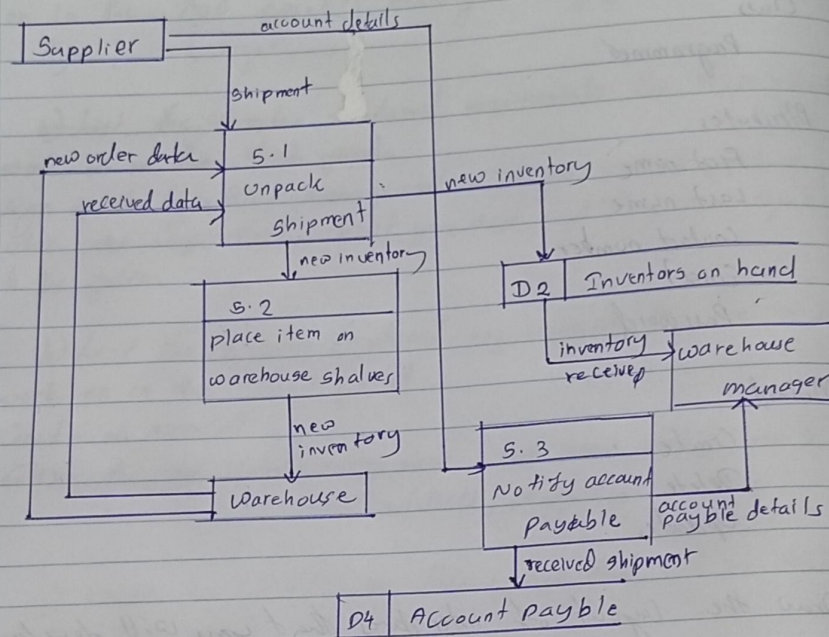 account details
Supplier
shipment
new order data
5.1
unpack
shipment
received data
new inventory
new inventory
D2 Inventors on hand
5.2
place item on
warehouse shalves
inventory
receivep
warehouse
manager
new
inventory
5.3
Notify account
payable
warehouse
account
payble details
received shipment
D4 Account payble